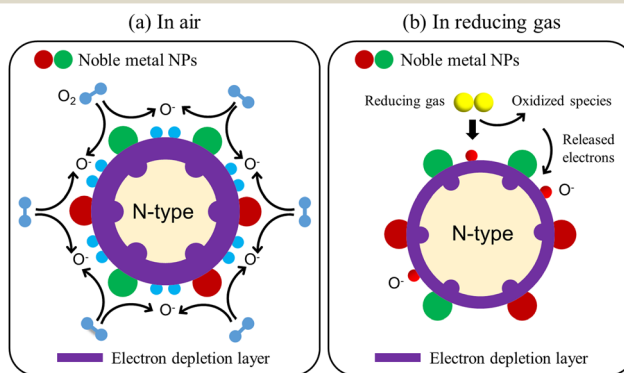 (a) In air
Noble metal NPs
O2
O-
O-
O-
N-type
O-
O-
O-
Electron depletion layer
(b) In reducing gas
Noble metal NPs
Reducing gas
Oxidized species
Released
electrons
O-
N-type
O-
Electron depletion layer